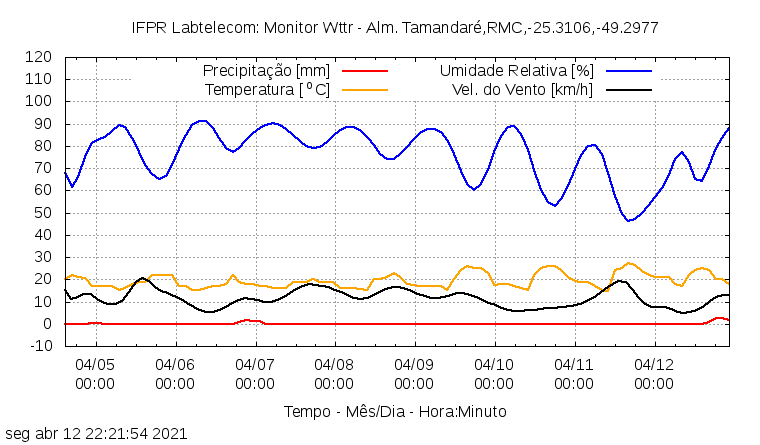 IFPR Labtelecom: Monitor Wttr - Alm. Tamandaré,RMC,-25.3106,-49.2977
Precipitação [mm]
Temperatura [⁰C]
Umidade Relativa [%]
Vel. do Vento [km/h]
120
110
100
90
80
70
60
50
40
30
20
10
0
-10
04/05 04/06 04/07 04/08 04/09 04/10 04/11 04/12
00:00 00:00 00:00 00:00 00:00 00:00 00:00 00:00
Tempo - Mês/Dia - Hora:Minuto
seg abr 12 22:21:54 2021